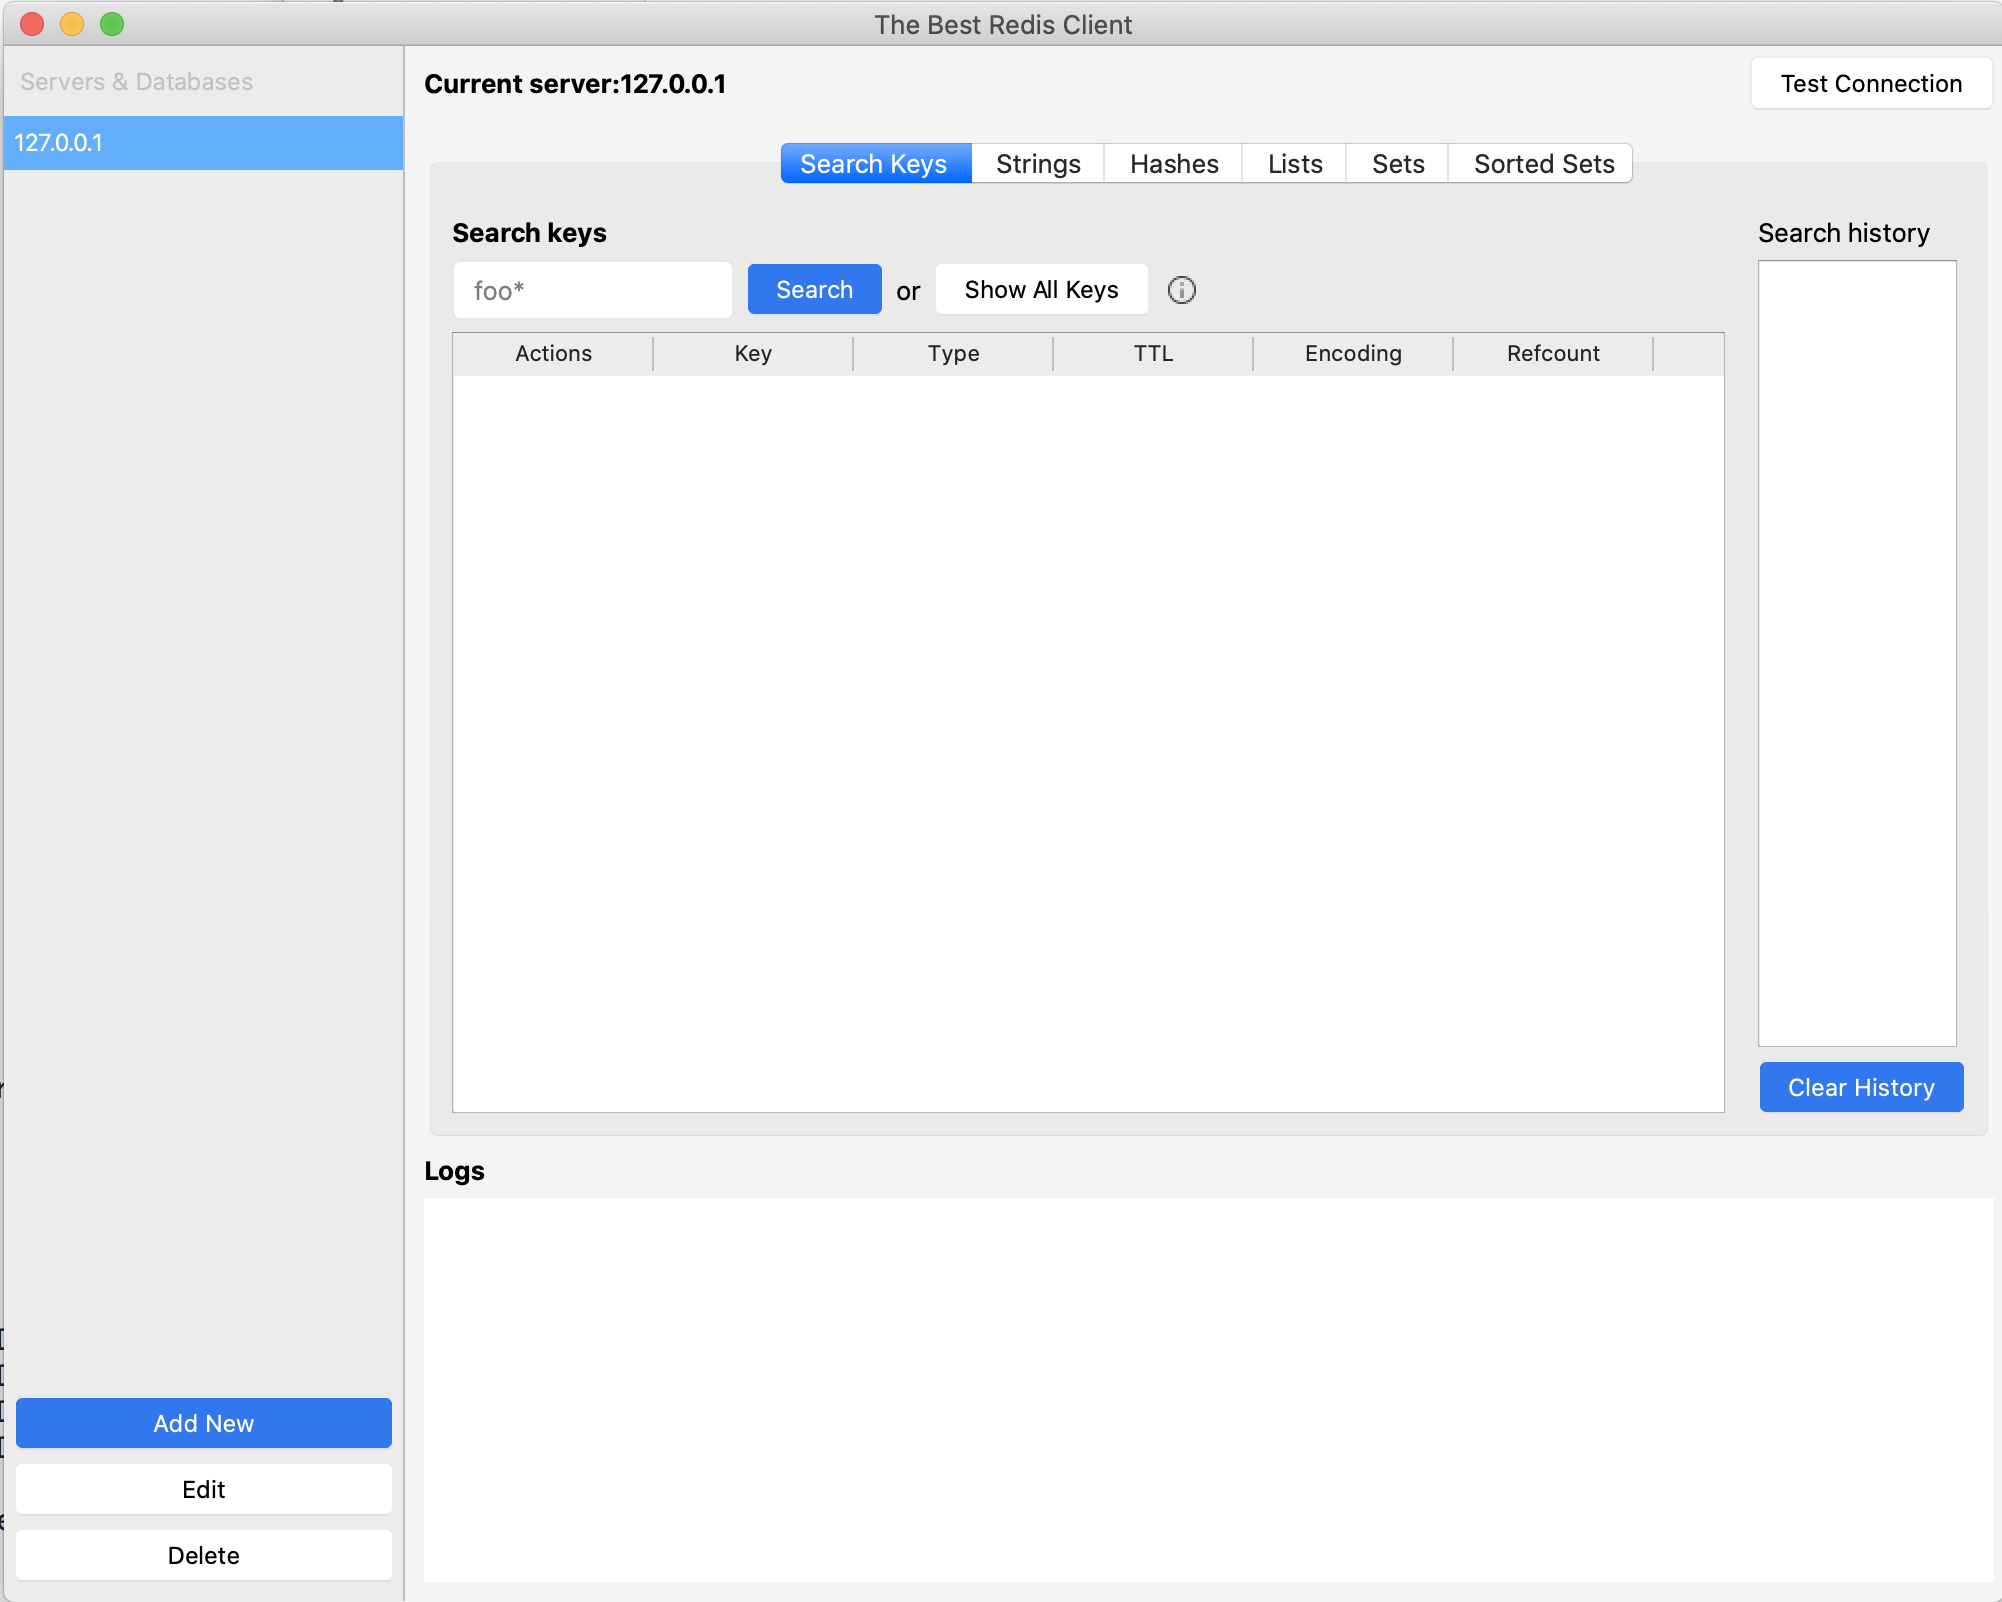 The Best Redis Client
Servers & Databases
127.0.0.1
Add New
Edit
Delete
Current server:127.0.0.1
Test Connection
Search Keys Strings Hashes Lists Sets Sorted Sets
Search keys
foo* Search or Show All Keys
Actions Key Type TTL Encoding Refcount
Search history
Clear History
Logs